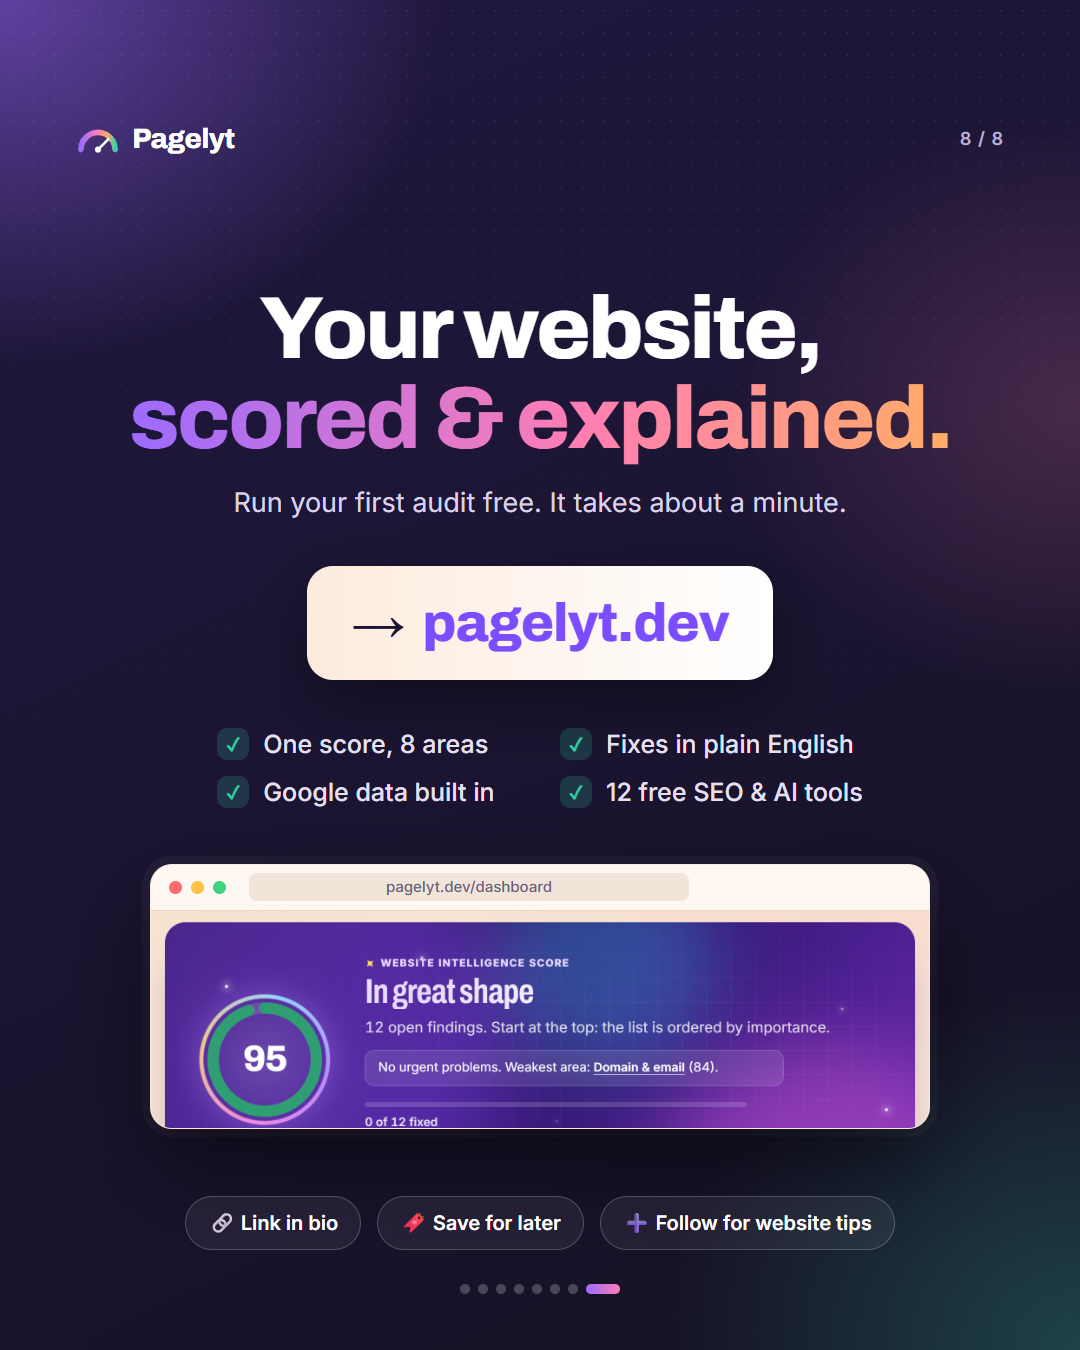 Pagelyt
8 / 8
Your website,
scored & explained.
Run your first audit free. It takes about a minute.
→ pagelyt.dev
✓ One score, 8 areas
✓ Fixes in plain English
✓ Google data built in
✓ 12 free SEO & AI tools
pagelyt.dev/dashboard
WEBSITE INTELLIGENCE SCORE
In great shape
12 open findings. Start at the top: the list is ordered by importance.
95
No urgent problems. Weakest area: Domain & email (84).
0 of 12 fixed
Link in bio
Save for later
Follow for website tips